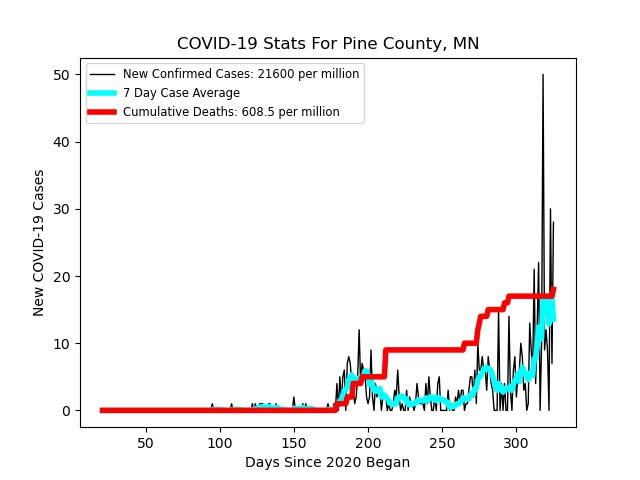 COVID-19 Stats For Pine County, MN
New Confirmed Cases: 21600 per million
7 Day Case Average
Cumulative Deaths: 608.5 per million
New COVID-19 Cases
50
40
30
20
10
0
50 100 150 200 250 300
Days Since 2020 Began